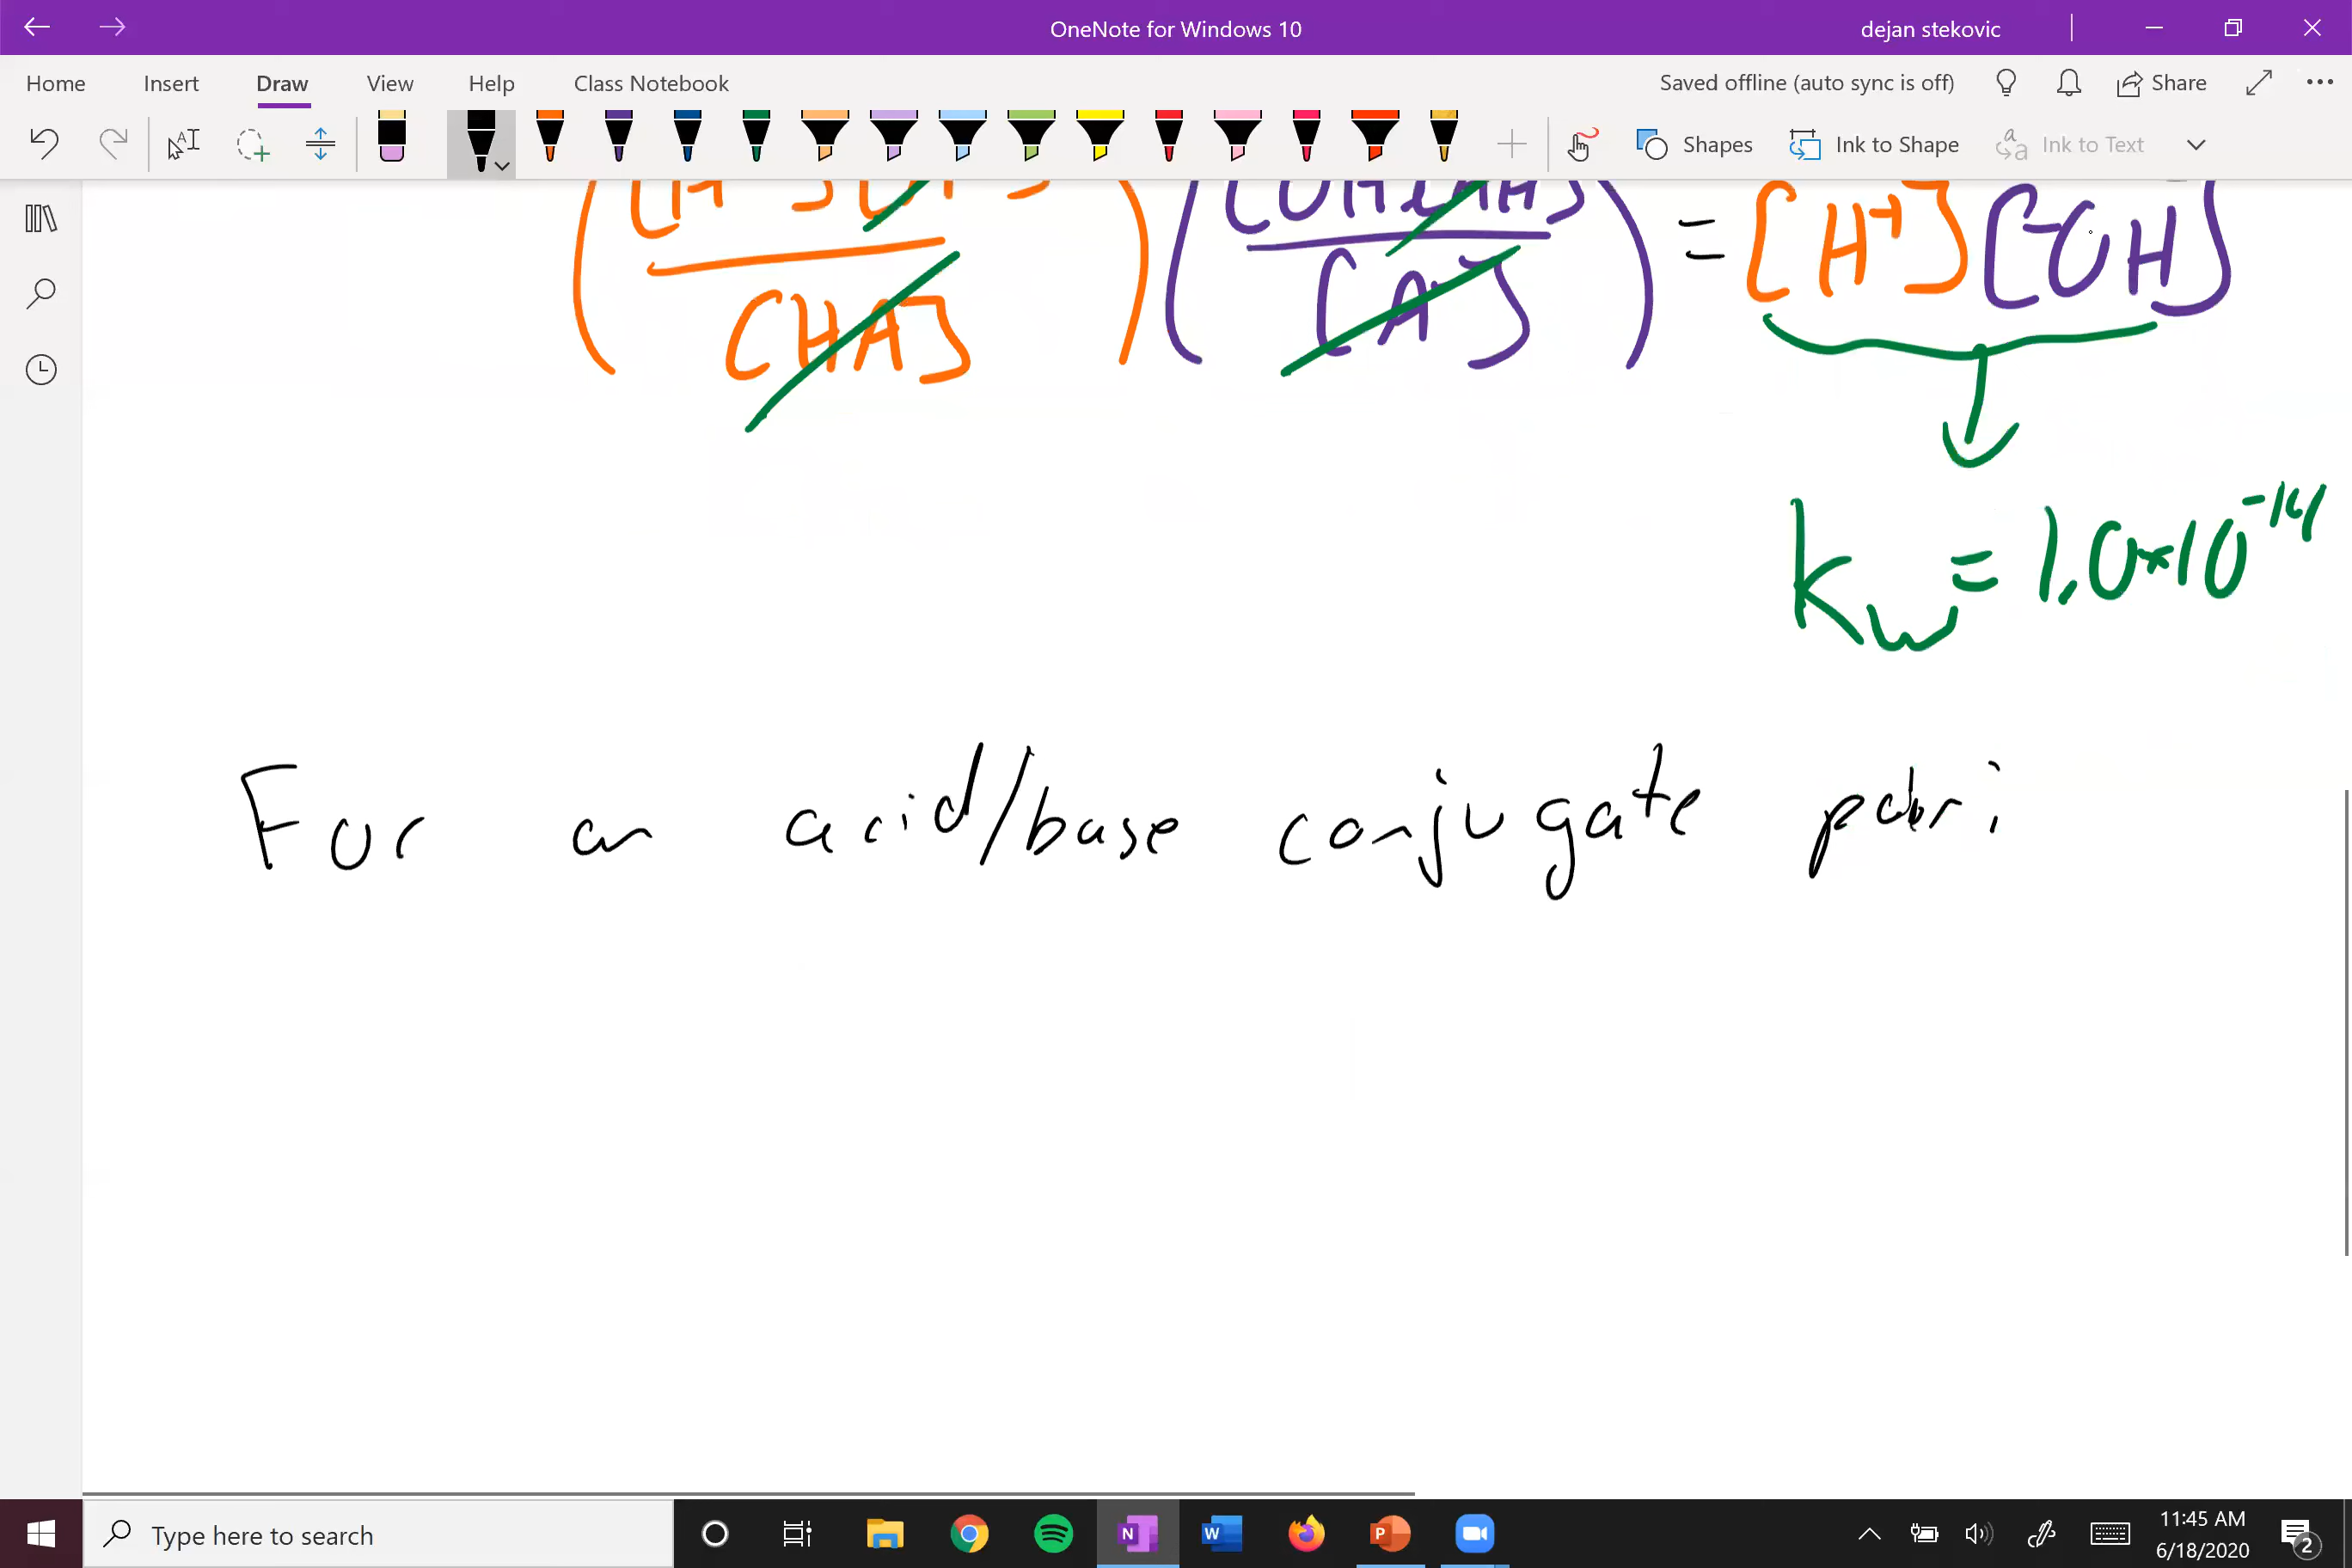 OneNote for Windows 10
dejan stekovic
Home Insert Draw View Help Class Notebook
Saved offline (auto sync is off) Share
Shapes Ink to Shape Ink to Text
= [H+][-OH]
[HA] [A-]
Kw = 1.0*10^-14
For an acid/base conjugate pair:
Type here to search
11:45 AM
6/18/2020
2